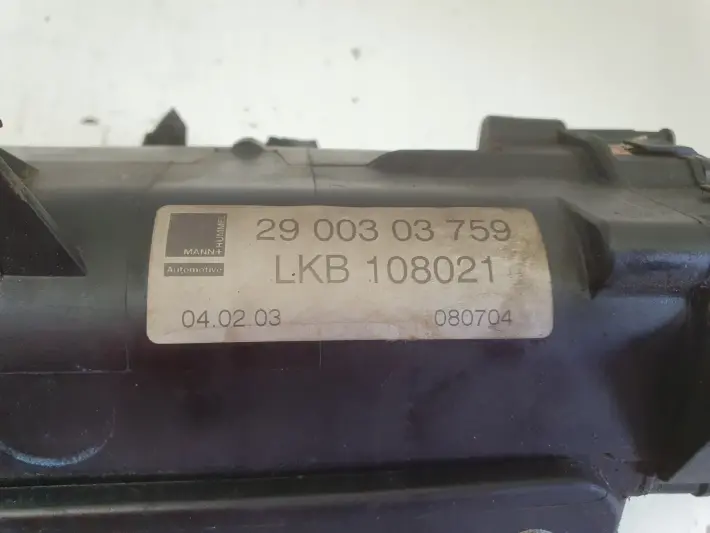 MANN+
HUMMEL
Automotive
29 003 03 759
LKB 108021
04.02.03
080704